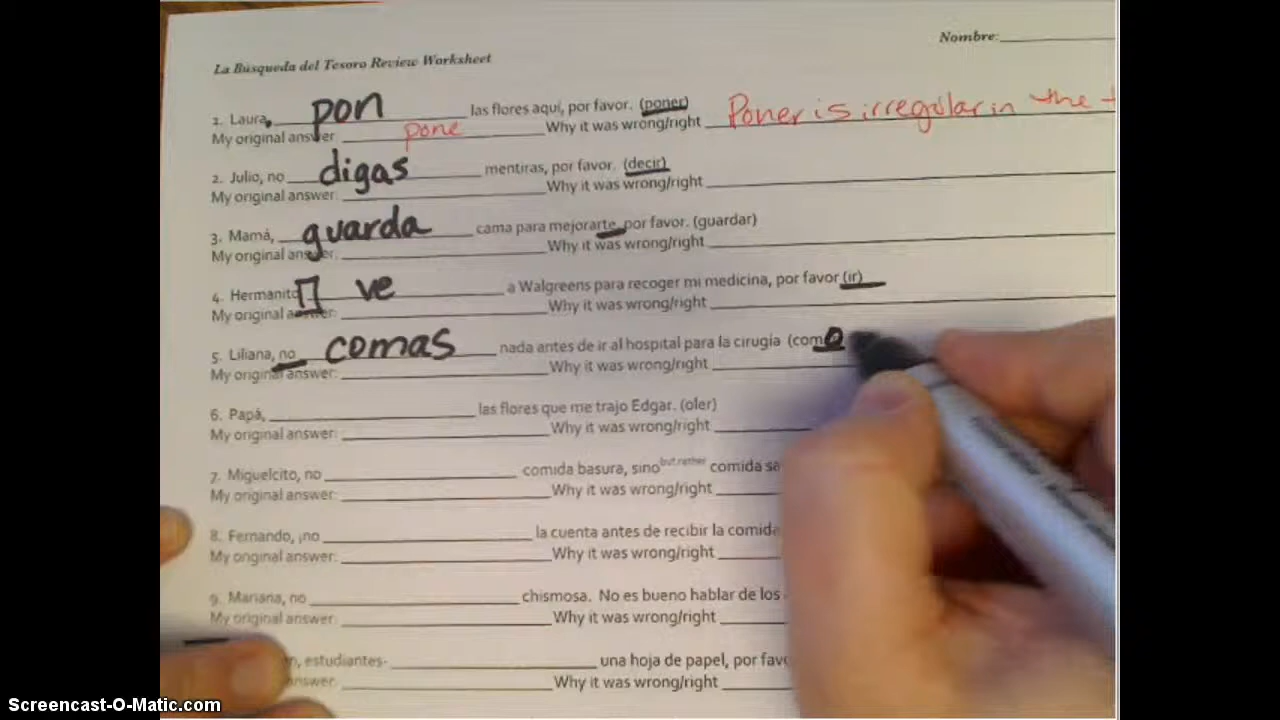 Nombre:
La Búsqueda del Tesoro Review Worksheet
1. Laura, pon las flores aquí, por favor. (poner)
My original answer: pone Why it was wrong/right Poner is irregular in the
2. Julio, no digas mentiras, por favor. (decir)
My original answer: Why it was wrong/right
3. Mamá, guarda cama para mejorarte, por favor. (guardar)
My original answer: Why it was wrong/right
4. Hermanito ve a Walgreens para recoger mi medicina, por favor (ir)
My original answer: Why it was wrong/right
5. Liliana, no comas nada antes de ir al hospital para la cirugía (como
My original answer: Why it was wrong/right
6. Papá, las flores que me trajo Edgar. (oler)
My original answer: Why it was wrong/right
7. Miguelcito, no comida basura, sino but rather comida
My original answer: Why it was wrong/right
8. Fernando, ¡no la cuenta antes de recibir la comida
My original answer: Why it was wrong/right
9. Mariana, no chismosa. No es bueno hablar de los
My original answer: Why it was wrong/right
estudiantes- una hoja de papel, por
answer: Why it was wrong/right
Screencast-O-Matic.com